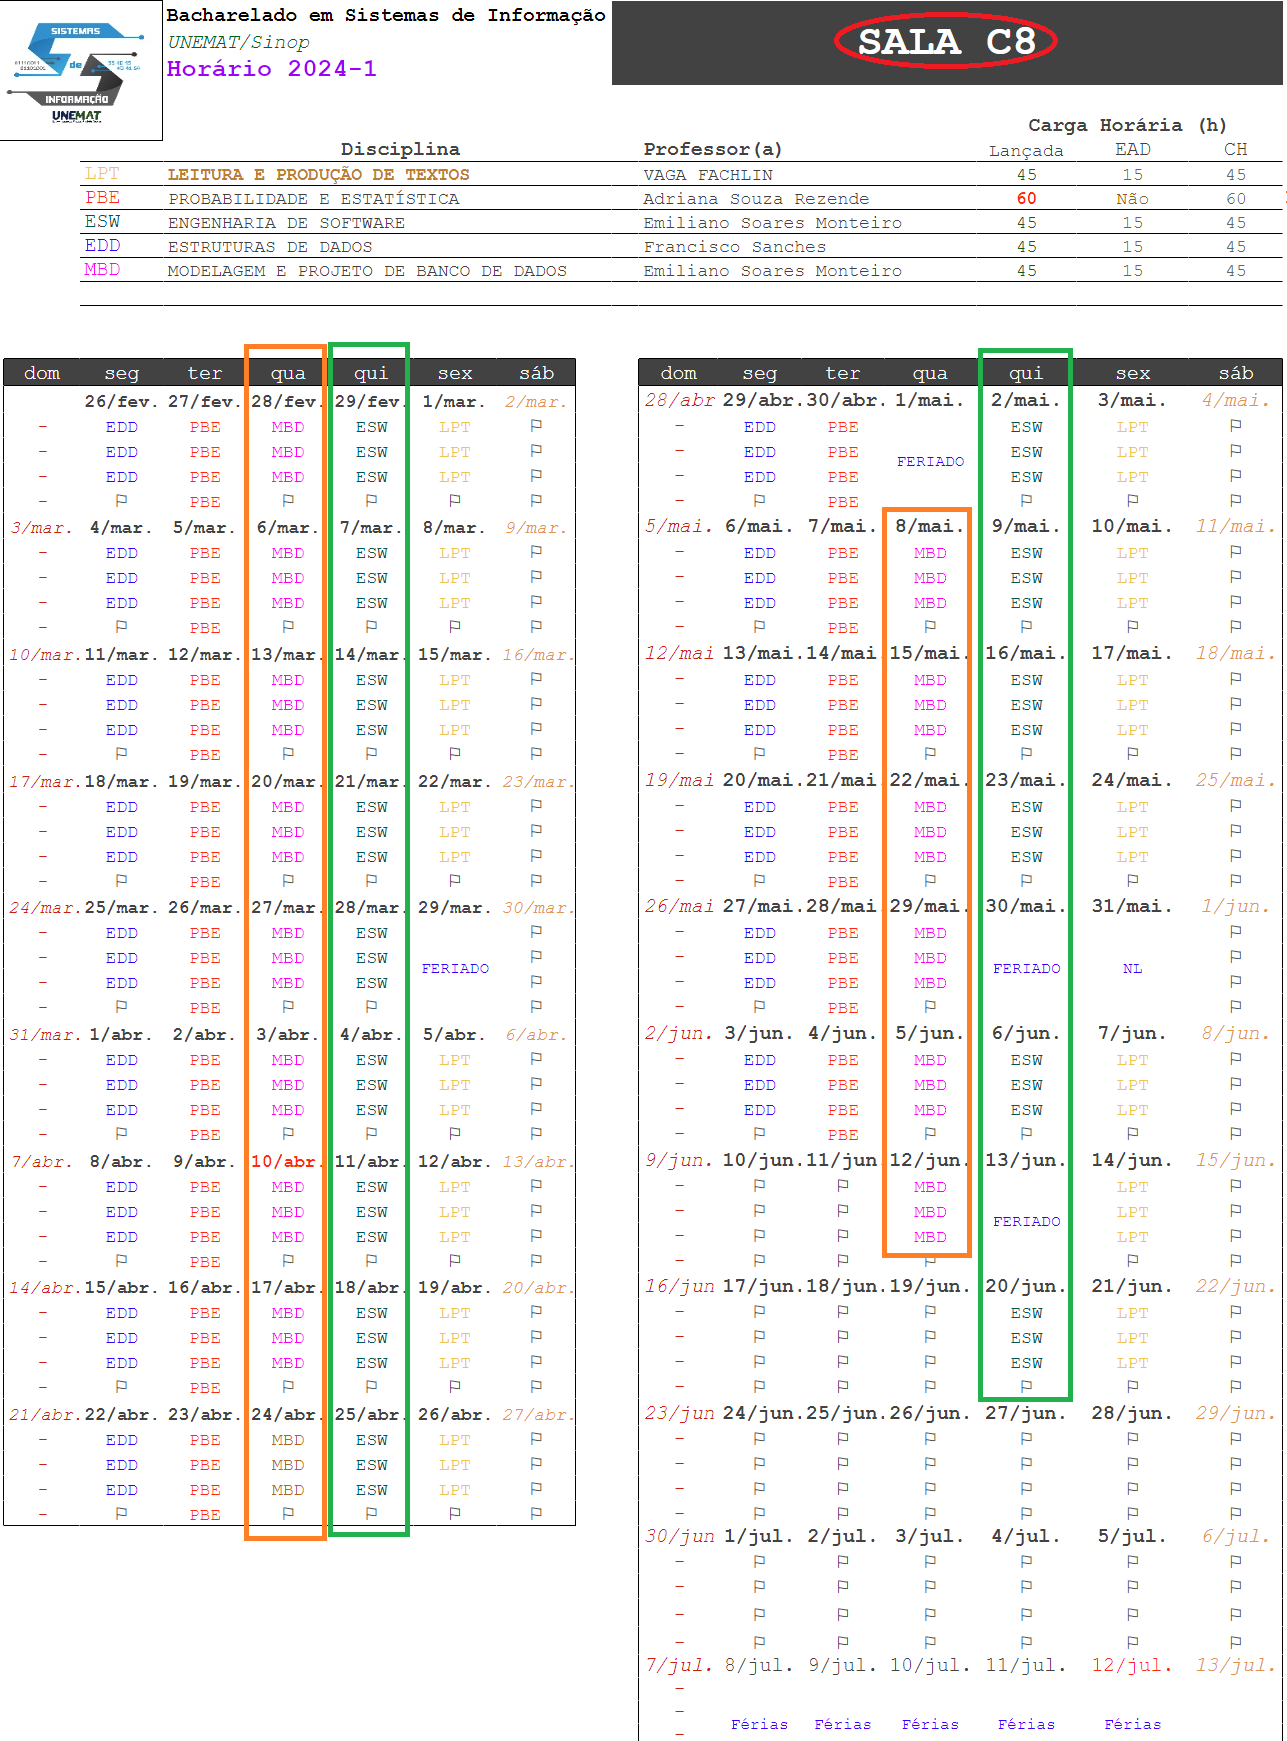 SISTEMAS
de
INFORMAÇÃO
UNEMAT
Bacharelado em Sistemas de Informação
UNEMAT/Sinop
Horário 2024-1
SALA C8
Carga Horária (h)
Disciplina Professor(a) Lançada EAD CH
LPT LEITURA E PRODUÇÃO DE TEXTOS VAGA FACHLIN 45 15 45
PBE PROBABILIDADE E ESTATÍSTICA Adriana Souza Rezende 60 Não 60
ESW ENGENHARIA DE SOFTWARE Emiliano Soares Monteiro 45 15 45
EDD ESTRUTURAS DE DADOS Francisco Sanches 45 15 45
MBD MODELAGEM E PROJETO DE BANCO DE DADOS Emiliano Soares Monteiro 45 15 45
dom seg ter qua qui sex sáb
26/fev. 27/fev. 28/fev. 29/fev. 1/mar. 2/mar.
- EDD PBE MBD ESW LPT ⚐
- EDD PBE MBD ESW LPT ⚐
- EDD PBE MBD ESW LPT ⚐
- ⚐ PBE ⚐ ⚐ ⚐ ⚐
3/mar. 4/mar. 5/mar. 6/mar. 7/mar. 8/mar. 9/mar.
- EDD PBE MBD ESW LPT ⚐
- EDD PBE MBD ESW LPT ⚐
- EDD PBE MBD ESW LPT ⚐
- ⚐ PBE ⚐ ⚐ ⚐ ⚐
10/mar. 11/mar. 12/mar. 13/mar. 14/mar. 15/mar. 16/mar.
- EDD PBE MBD ESW LPT ⚐
- EDD PBE MBD ESW LPT ⚐
- EDD PBE MBD ESW LPT ⚐
- ⚐ PBE ⚐ ⚐ ⚐ ⚐
17/mar. 18/mar. 19/mar. 20/mar. 21/mar. 22/mar. 23/mar.
- EDD PBE MBD ESW LPT ⚐
- EDD PBE MBD ESW LPT ⚐
- EDD PBE MBD ESW LPT ⚐
- ⚐ PBE ⚐ ⚐ ⚐ ⚐
24/mar. 25/mar. 26/mar. 27/mar. 28/mar. 29/mar. 30/mar.
- EDD PBE MBD ESW ⚐
- EDD PBE MBD ESW FERIADO ⚐
- EDD PBE MBD ESW ⚐
- ⚐ PBE ⚐ ⚐ ⚐
31/mar. 1/abr. 2/abr. 3/abr. 4/abr. 5/abr. 6/abr.
- EDD PBE MBD ESW LPT ⚐
- EDD PBE MBD ESW LPT ⚐
- EDD PBE MBD ESW LPT ⚐
- ⚐ PBE ⚐ ⚐ ⚐ ⚐
7/abr. 8/abr. 9/abr. 10/abr. 11/abr. 12/abr. 13/abr.
- EDD PBE MBD ESW LPT ⚐
- EDD PBE MBD ESW LPT ⚐
- EDD PBE MBD ESW LPT ⚐
- ⚐ PBE ⚐ ⚐ ⚐ ⚐
14/abr. 15/abr. 16/abr. 17/abr. 18/abr. 19/abr. 20/abr.
- EDD PBE MBD ESW LPT ⚐
- EDD PBE MBD ESW LPT ⚐
- EDD PBE MBD ESW LPT ⚐
- ⚐ PBE ⚐ ⚐ ⚐ ⚐
21/abr. 22/abr. 23/abr. 24/abr. 25/abr. 26/abr. 27/abr.
- EDD PBE MBD ESW LPT ⚐
- EDD PBE MBD ESW LPT ⚐
- EDD PBE MBD ESW LPT ⚐
- ⚐ PBE ⚐ ⚐ ⚐ ⚐
dom seg ter qua qui sex sáb
28/abr 29/abr. 30/abr. 1/mai. 2/mai. 3/mai. 4/mai.
- EDD PBE ESW LPT ⚐
- EDD PBE FERIADO ESW LPT ⚐
- EDD PBE ESW LPT ⚐
- ⚐ PBE ⚐ ⚐ ⚐
5/mai. 6/mai. 7/mai. 8/mai. 9/mai. 10/mai. 11/mai.
- EDD PBE MBD ESW LPT ⚐
- EDD PBE MBD ESW LPT ⚐
- EDD PBE MBD ESW LPT ⚐
- ⚐ PBE ⚐ ⚐ ⚐ ⚐
12/mai 13/mai. 14/mai 15/mai. 16/mai. 17/mai. 18/mai.
- EDD PBE MBD ESW LPT ⚐
- EDD PBE MBD ESW LPT ⚐
- EDD PBE MBD ESW LPT ⚐
- ⚐ PBE ⚐ ⚐ ⚐ ⚐
19/mai 20/mai. 21/mai. 22/mai. 23/mai. 24/mai. 25/mai.
- EDD PBE MBD ESW LPT ⚐
- EDD PBE MBD ESW LPT ⚐
- EDD PBE MBD ESW LPT ⚐
- ⚐ PBE ⚐ ⚐ ⚐ ⚐
26/mai 27/mai. 28/mai. 29/mai. 30/mai. 31/mai. 1/jun.
- EDD PBE MBD ⚐
- EDD PBE MBD FERIADO NL ⚐
- EDD PBE MBD ⚐
- ⚐ PBE ⚐ ⚐
2/jun. 3/jun. 4/jun. 5/jun. 6/jun. 7/jun. 8/jun.
- EDD PBE MBD ESW LPT ⚐
- EDD PBE MBD ESW LPT ⚐
- EDD PBE MBD ESW LPT ⚐
- ⚐ PBE ⚐ ⚐ ⚐ ⚐
9/jun. 10/jun. 11/jun. 12/jun. 13/jun. 14/jun. 15/jun.
- ⚐ ⚐ MBD LPT ⚐
- ⚐ ⚐ MBD FERIADO LPT ⚐
- ⚐ ⚐ MBD LPT ⚐
- ⚐ ⚐ ⚐ ⚐ ⚐
16/jun 17/jun. 18/jun. 19/jun. 20/jun. 21/jun. 22/jun.
- ⚐ ⚐ ⚐ ESW LPT ⚐
- ⚐ ⚐ ⚐ ESW LPT ⚐
- ⚐ ⚐ ⚐ ESW LPT ⚐
- ⚐ ⚐ ⚐ ⚐ ⚐ ⚐
23/jun 24/jun. 25/jun. 26/jun. 27/jun. 28/jun. 29/jun.
- ⚐ ⚐ ⚐ ⚐ ⚐ ⚐
- ⚐ ⚐ ⚐ ⚐ ⚐ ⚐
- ⚐ ⚐ ⚐ ⚐ ⚐ ⚐
- ⚐ ⚐ ⚐ ⚐ ⚐ ⚐
30/jun 1/jul. 2/jul. 3/jul. 4/jul. 5/jul. 6/jul.
- ⚐ ⚐ ⚐ ⚐ ⚐ ⚐
- ⚐ ⚐ ⚐ ⚐ ⚐ ⚐
- ⚐ ⚐ ⚐ ⚐ ⚐ ⚐
- ⚐ ⚐ ⚐ ⚐ ⚐ ⚐
7/jul. 8/jul. 9/jul. 10/jul. 11/jul. 12/jul. 13/jul.
-
-
- Férias Férias Férias Férias Férias